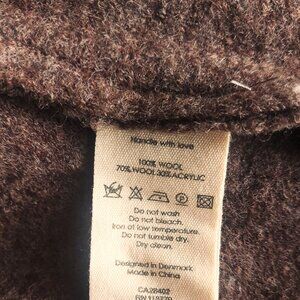 Handle with love
100% WOOL
70% WOOL 30% ACRYLIC
Do not wash
Do not bleach.
Iron at low temperature.
Do not tumble dry.
Dry clean.
Designed in Denmark
Made in China